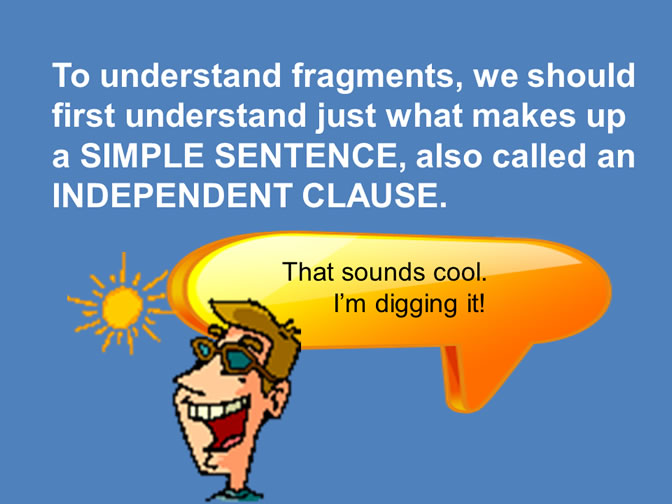 To understand fragments, we should
first understand just what makes up
a SIMPLE SENTENCE, also called an
INDEPENDENT CLAUSE.
That sounds cool.
I’m digging it!